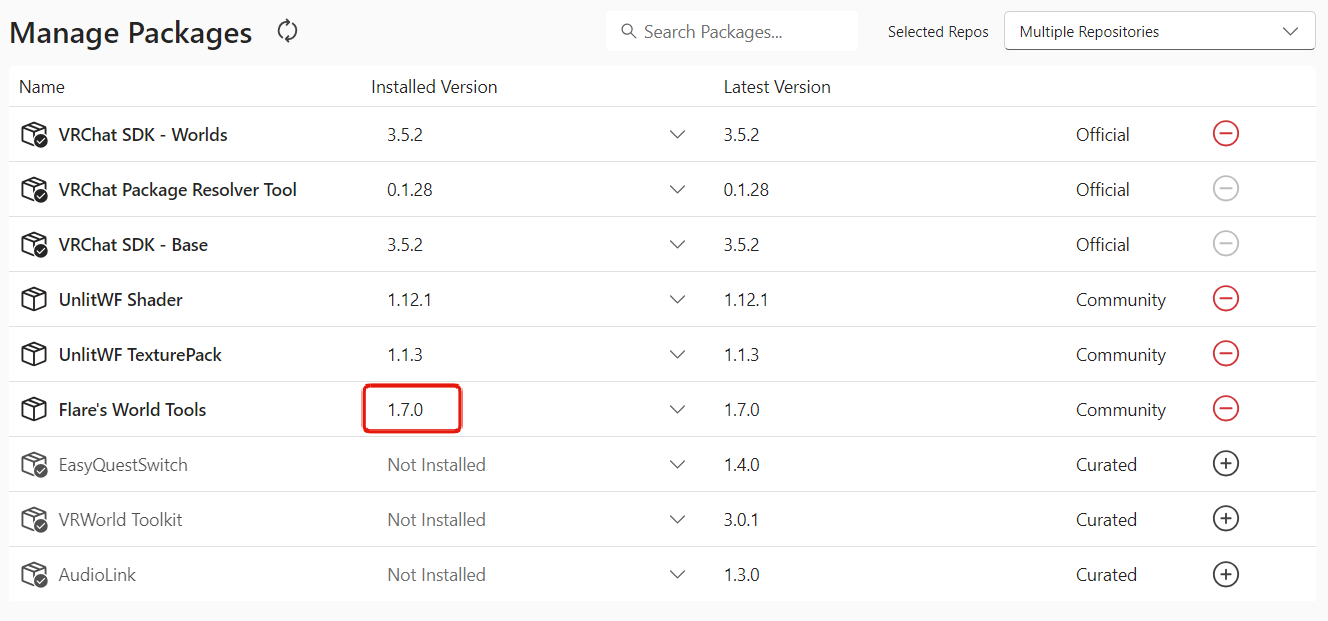 Manage Packages Search Packages... Selected Repos Multiple Repositories
Name Installed Version Latest Version
VRChat SDK - Worlds 3.5.2 3.5.2 Official
VRChat Package Resolver Tool 0.1.28 0.1.28 Official
VRChat SDK - Base 3.5.2 3.5.2 Official
UnlitWF Shader 1.12.1 1.12.1 Community
UnlitWF TexturePack 1.1.3 1.1.3 Community
Flare's World Tools 1.7.0 1.7.0 Community
EasyQuestSwitch Not Installed 1.4.0 Curated
VRWorld Toolkit Not Installed 3.0.1 Curated
AudioLink Not Installed 1.3.0 Curated